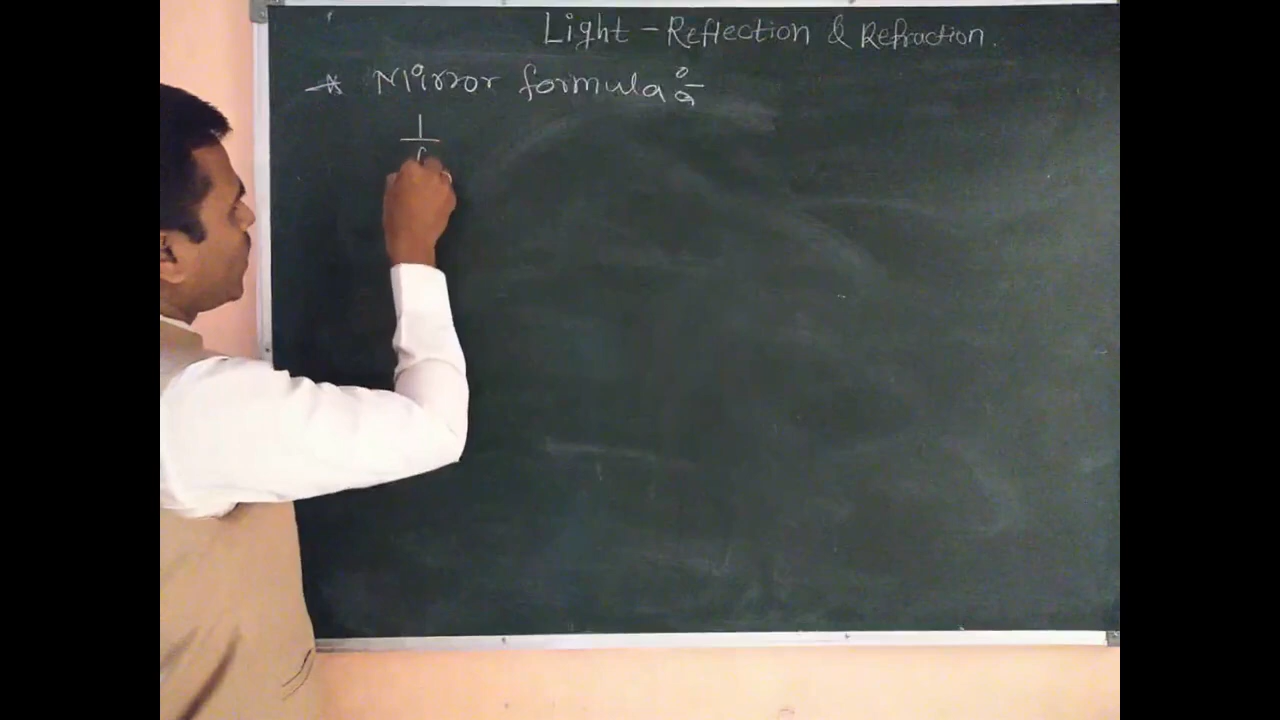 Light - Reflection & Refraction.
* Mirror formula :-
1
f